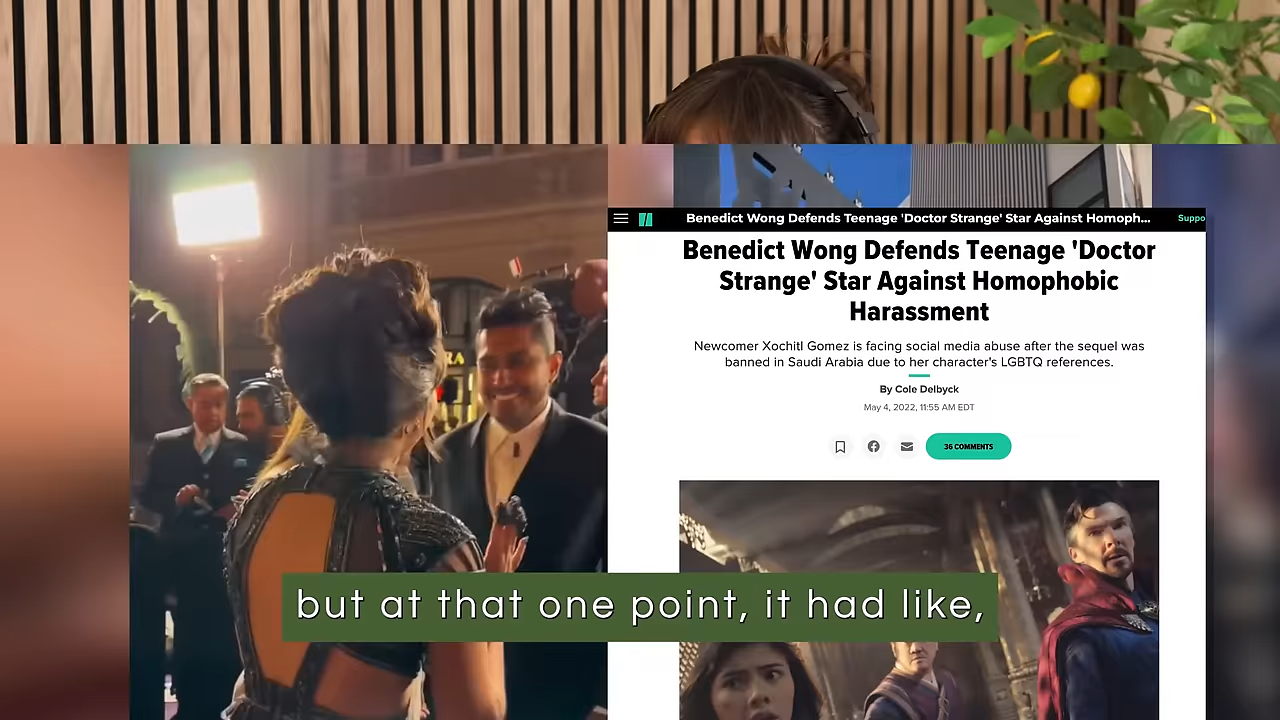 Benedict Wong Defends Teenage 'Doctor Strange' Star Against Homoph...
Suppo
Benedict Wong Defends Teenage 'Doctor
Strange' Star Against Homophobic
Harassment
Newcomer Xochitl Gomez is facing social media abuse after the sequel was
banned in Saudi Arabia due to her character's LGBTQ references.
By Cole Delbyck
May 4, 2022, 11:55 AM EDT
36 COMMENTS
RA
but at that one point, it had like,